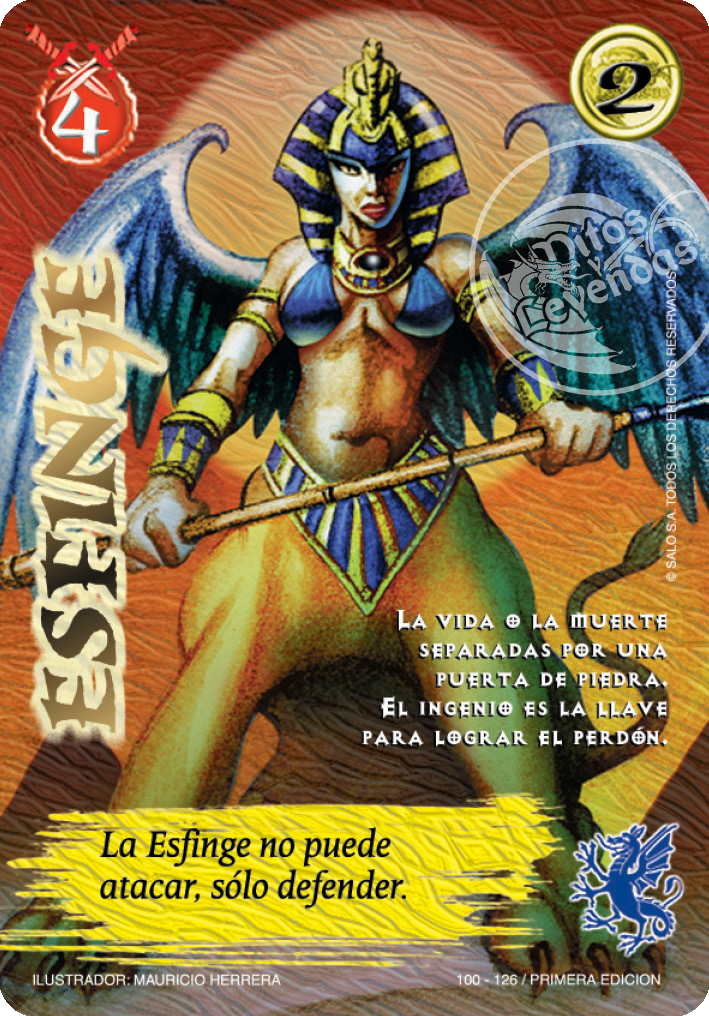 4
2
Mitos
y
Leyendas
ESFINGE
© SALO S.A. TODOS LOS DERECHOS RESERVADOS
La vida o la muerte
separadas por una
puerta de piedra.
El ingenio es la llave
para lograr el perdón.
La Esfinge no puede
atacar, sólo defender.
ILUSTRADOR: MAURICIO HERRERA
100 - 126 / PRIMERA EDICION